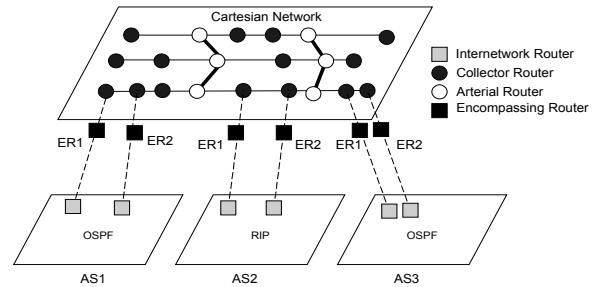 Cartesian Network
Internetwork Router
Collector Router
Arterial Router
Encompassing Router
ER1
ER2
ER1
ER2
ER1
ER2
OSPF
RIP
OSPF
AS1
AS2
AS3